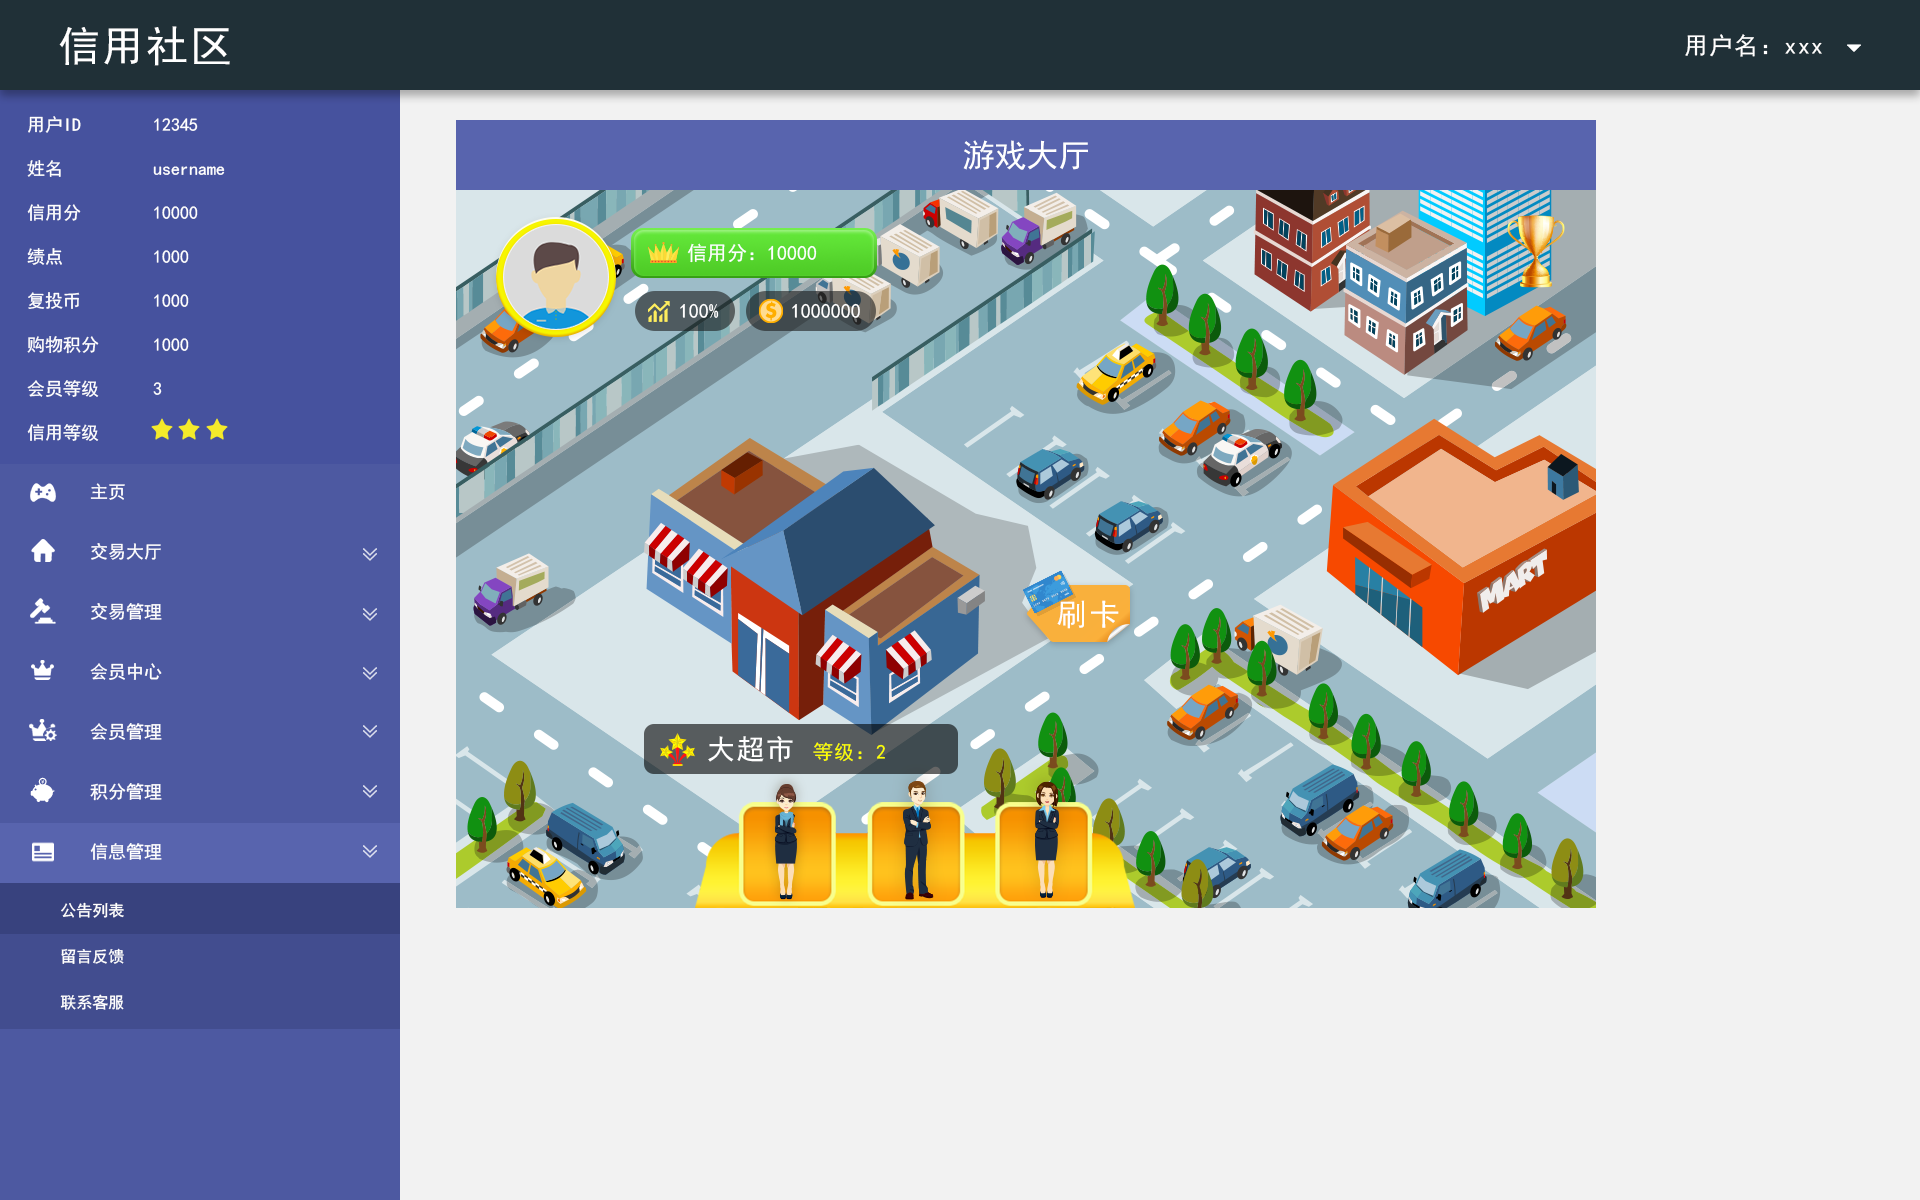 信用社区
用户名：xxx
用户ID 12345
姓名 username
信用分 10000
绩点 1000
复投币 1000
购物积分 1000
会员等级 3
信用等级
主页
交易大厅
交易管理
会员中心
会员管理
积分管理
信息管理
公告列表
留言反馈
联系客服
游戏大厅
信用分：10000
100%
1000000
MART
刷卡
大超市 等级：2